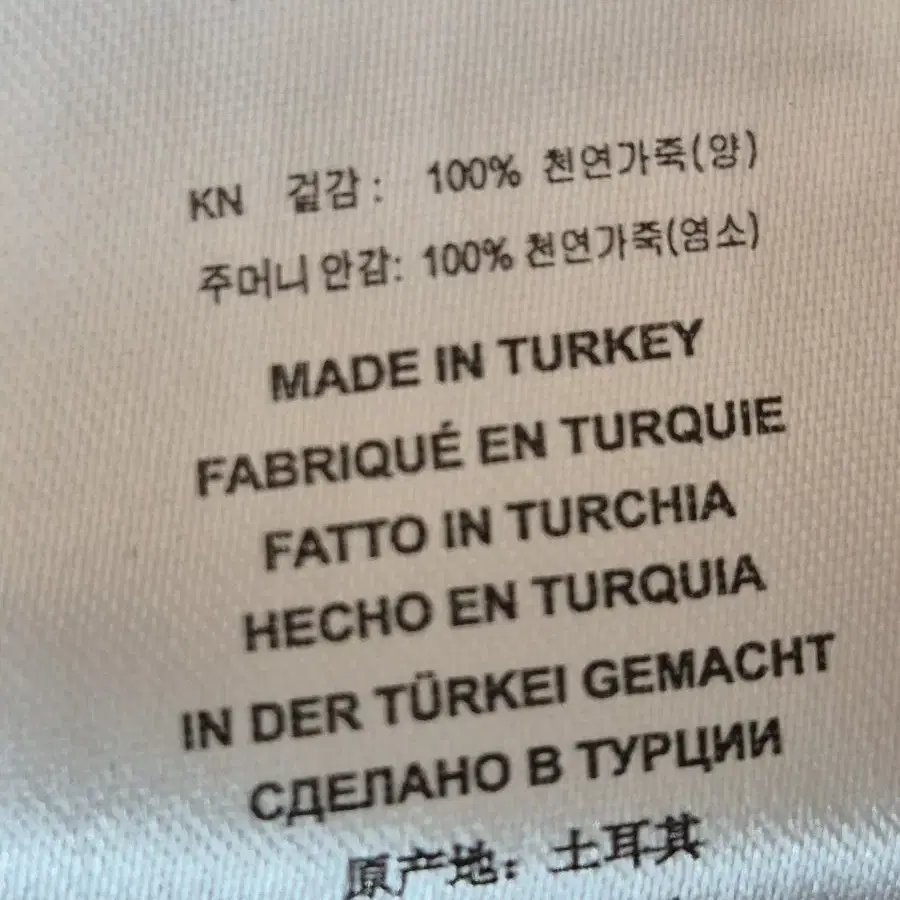 KN 겉감 : 100% 천연가죽(양)
주머니 안갑: 100% 천연가죽(염소)
MADE IN TURKEY
FABRIQUÉ EN TURQUIE
FATTO IN TURCHIA
HECHO EN TURQUIA
IN DER TÜRKEI GEMACHT
СДЕЛАНО В ТУРЦИИ
原产地: 土耳其